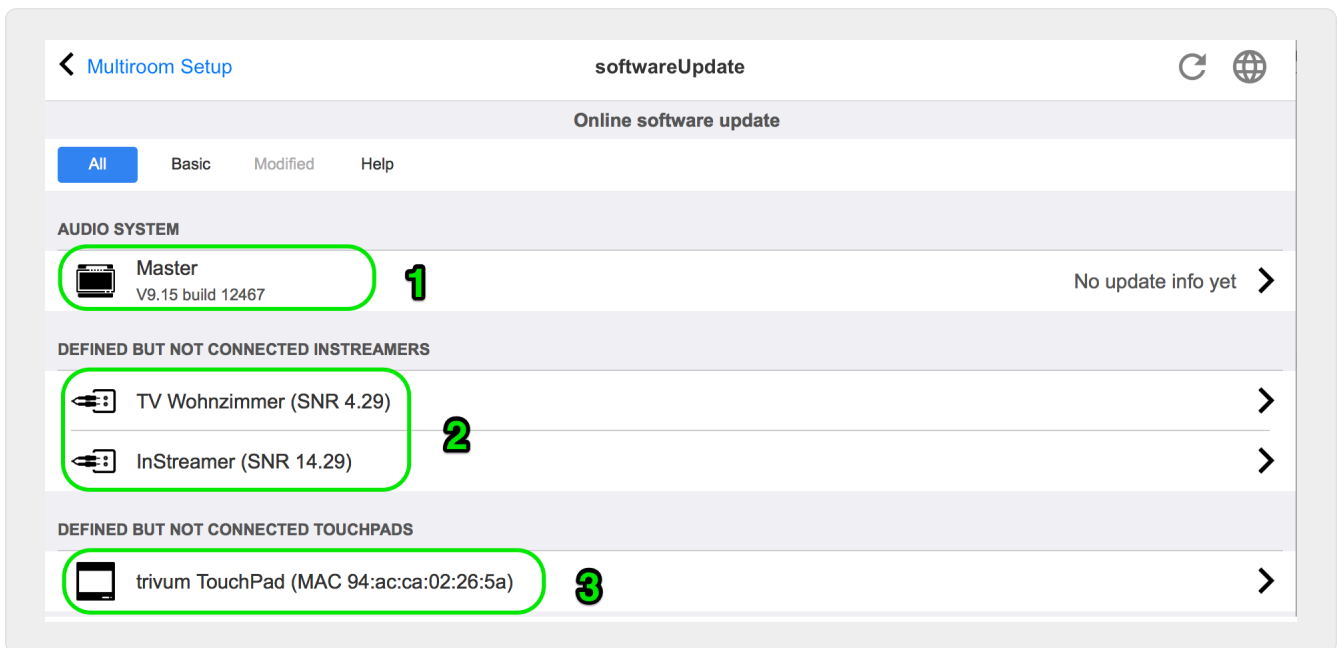 Multiroom Setup softwareUpdate
Online software update
All Basic Modified Help
AUDIO SYSTEM
Master
V9.15 build 12467
1
No update info yet
DEFINED BUT NOT CONNECTED INSTREAMERS
TV Wohnzimmer (SNR 4.29)
2
InStreamer (SNR 14.29)
DEFINED BUT NOT CONNECTED TOUCHPADS
trivum TouchPad (MAC 94:ac:ca:02:26:5a)
3